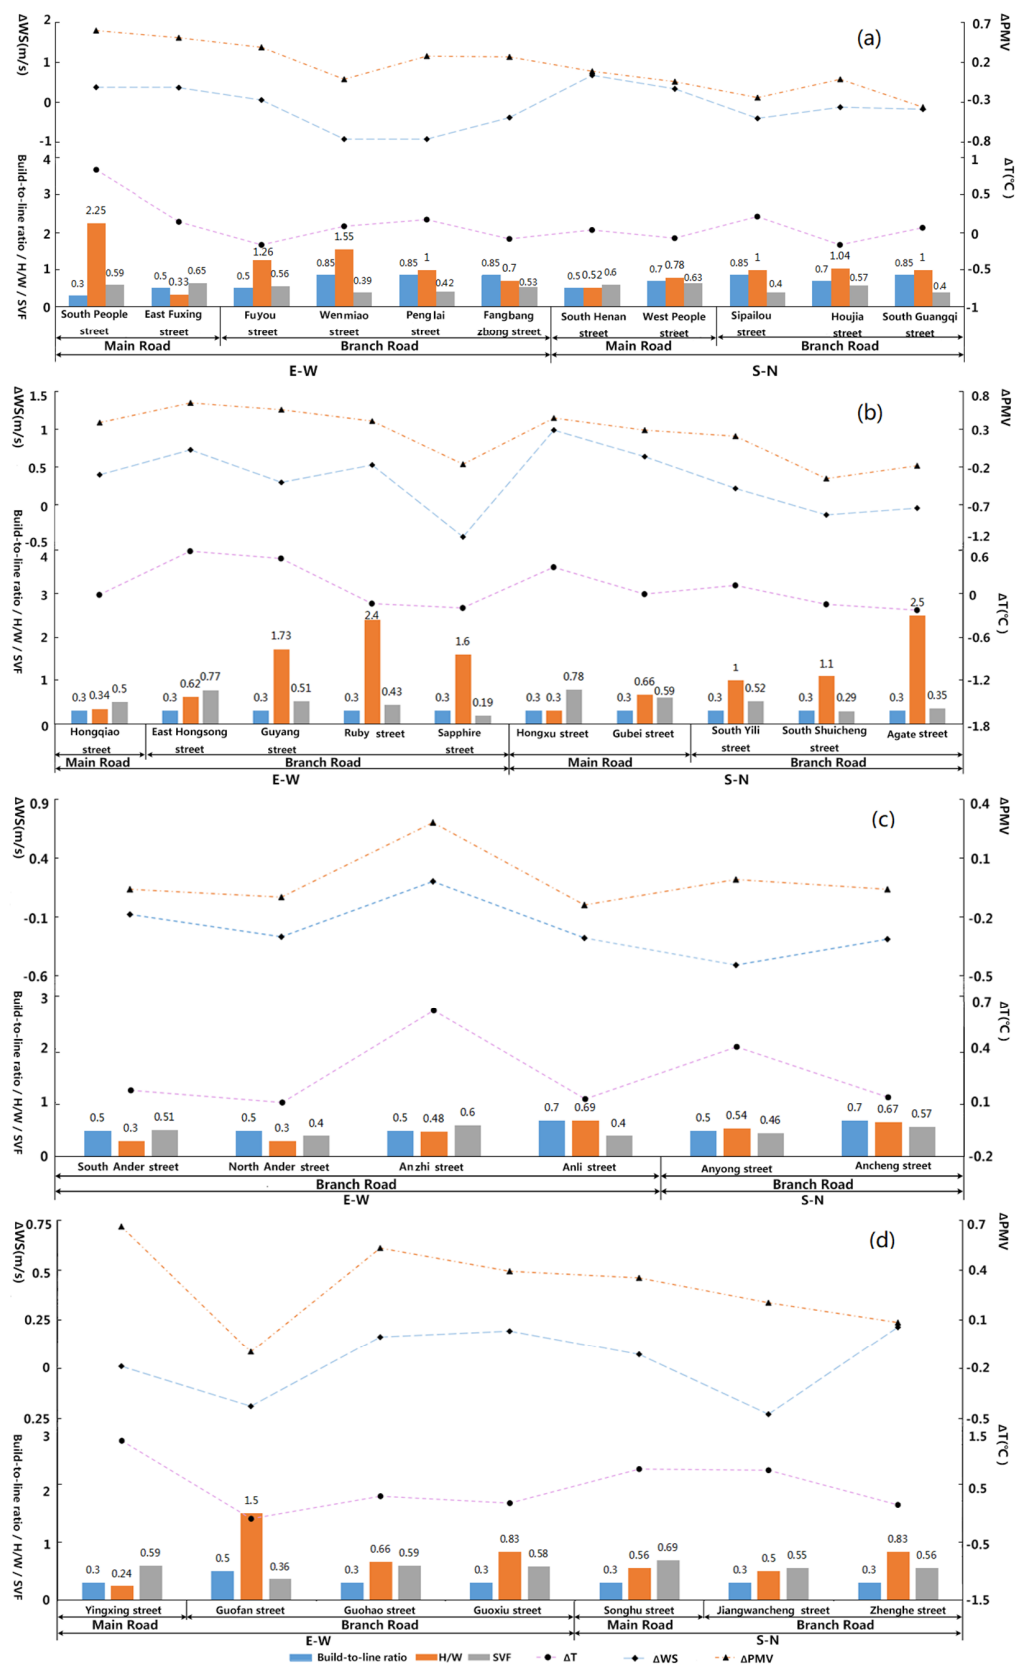 (a)
ΔWS(m/s)
2
1
0
-1
ΔPMV
0.7
0.2
-0.3
-0.8
Build-to-line ratio / H/W / SVF
4
3
2
1
0
ΔT(℃)
1
0.5
0
-0.5
-1
0.3 2.25 0.59
0.5 0.33 0.65
0.5 1.26 0.56
0.85 1.55 0.39
0.85 1 0.42
0.85 0.7 0.53
0.5 0.52 0.6
0.7 0.78 0.63
0.85 1 0.4
0.7 1.04 0.57
0.85 1 0.4
South People street
East Fuxing street
Fuyou street
Wenmiao street
Penglai street
Fangbang zhong street
South Henan street
West People street
Sipailou street
Houjia street
South Guangqi street
Main Road Branch Road Main Road Branch Road
E-W S-N
(b)
ΔWS(m/s)
1.5
1
0.5
0
-0.5
ΔPMV
0.8
0.3
-0.2
-0.7
-1.2
Build-to-line ratio / H/W / SVF
4
3
2
1
0
ΔT(℃)
0.6
0
-0.6
-1.2
-1.8
0.3 0.34 0.5
0.3 0.62 0.77
0.3 1.73 0.51
0.3 2.4 0.43
0.3 1.6 0.19
0.3 0.3 0.78
0.3 0.66 0.59
0.3 1 0.52
0.3 1.1 0.29
0.3 2.5 0.35
Hongqiao street
East Hongsong street
Guyang street
Ruby street
Sapphire street
Hongxu street
Gubei street
South Yili street
South Shuicheng street
Agate street
Main Road Branch Road Main Road Branch Road
E-W S-N
(c)
ΔWS(m/s)
0.9
0.4
-0.1
-0.6
ΔPMV
0.4
0.1
-0.2
-0.5
Build-to-line ratio / H/W / SVF
3
2
1
0
ΔT(℃)
0.7
0.4
0.1
-0.2
0.5 0.3 0.51
0.5 0.3 0.4
0.5 0.48 0.6
0.7 0.69 0.4
0.5 0.54 0.46
0.7 0.67 0.57
South Ander street
North Ander street
Anzhi street
Anli street
Anyong street
Ancheng street
Branch Road Branch Road
E-W S-N
(d)
ΔWS(m/s)
0.75
0.5
0.25
0
0.25
ΔPMV
0.7
0.4
0.1
-0.2
-0.5
Build-to-line ratio / H/W / SVF
3
2
1
0
ΔT(℃)
1.5
0.5
-0.5
-1.5
0.3 0.24 0.59
0.5 1.5 0.36
0.3 0.66 0.59
0.3 0.83 0.58
0.3 0.56 0.69
0.3 0.5 0.55
0.3 0.83 0.56
Yingxing street
Guofan street
Guohao street
Guoxiu street
Songhu street
Jiangwancheng street
Zhenghe street
Main Road Branch Road Main Road Branch Road
E-W S-N
Build-to-line ratio H/W SVF ΔT ΔWS ΔPMV